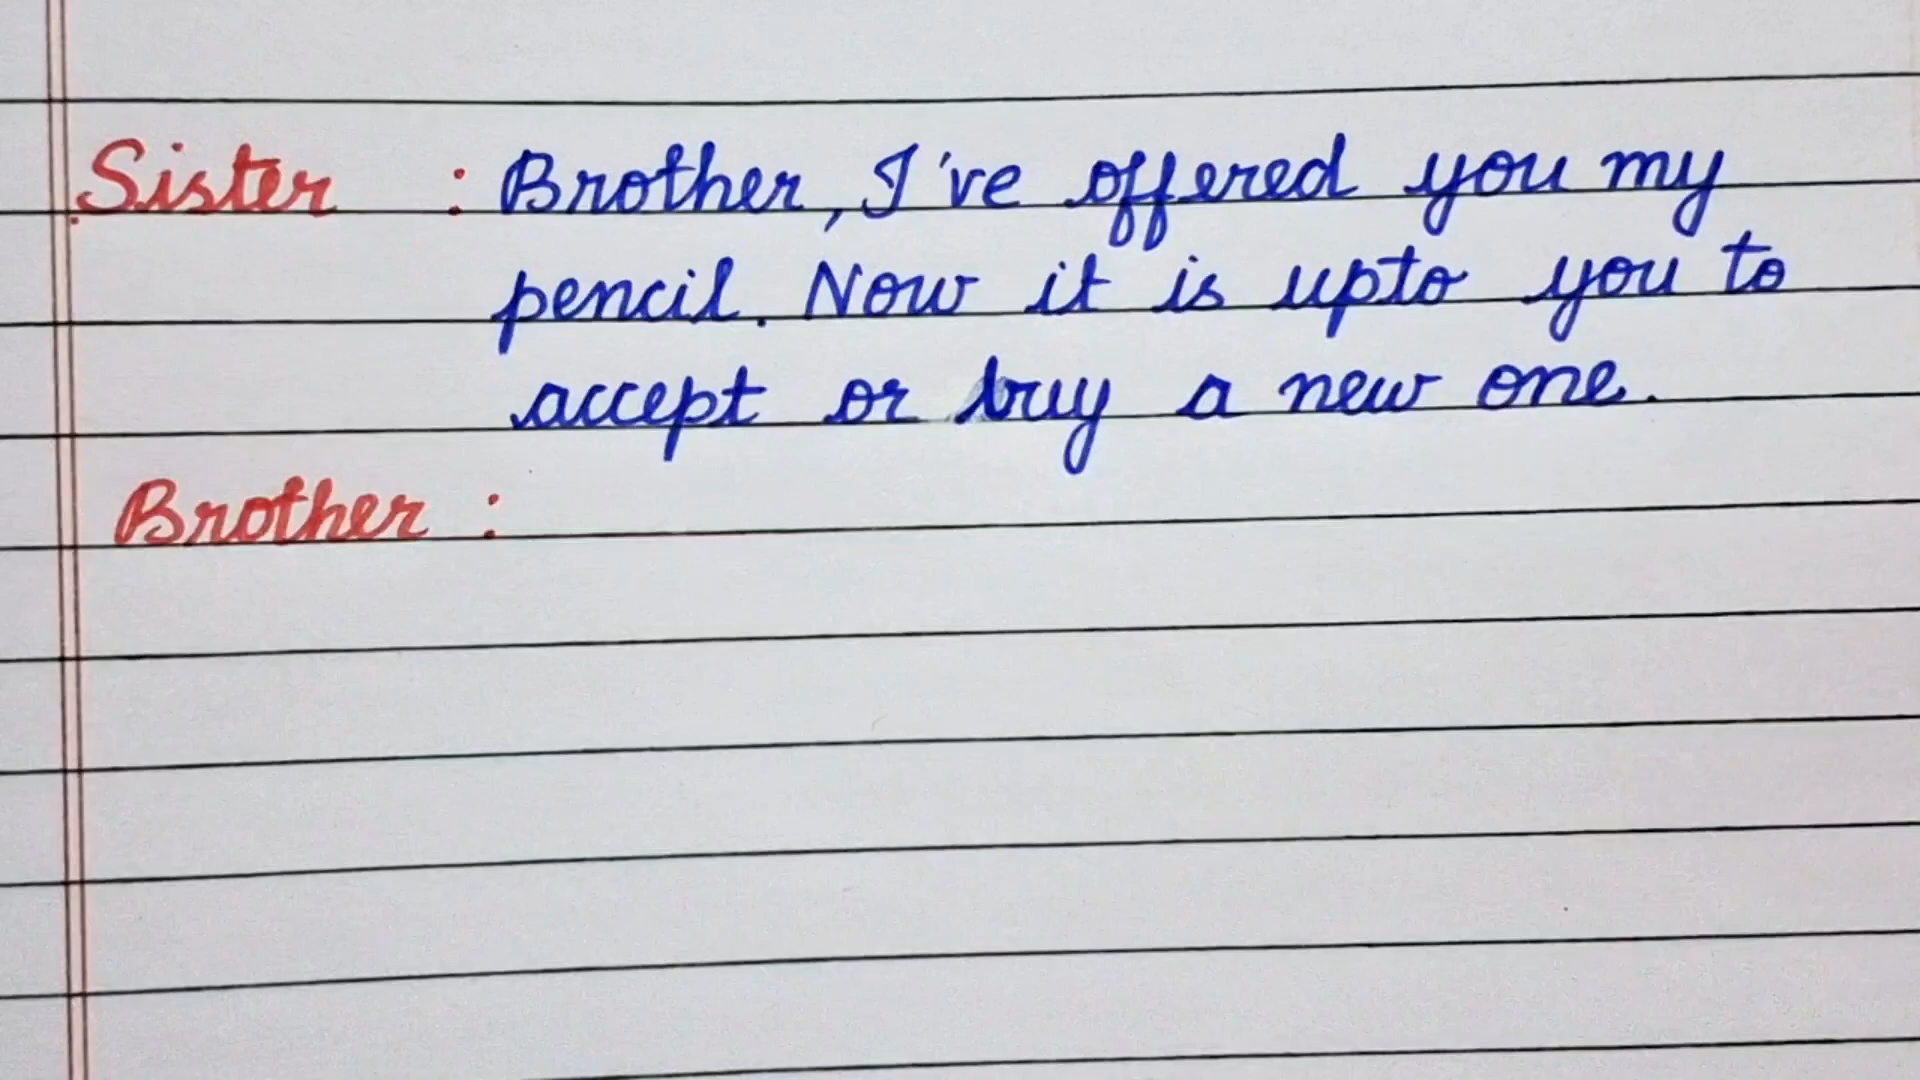 Sister : Brother, I've offered you my
pencil. Now it is upto you to
accept or buy a new one.
Brother :